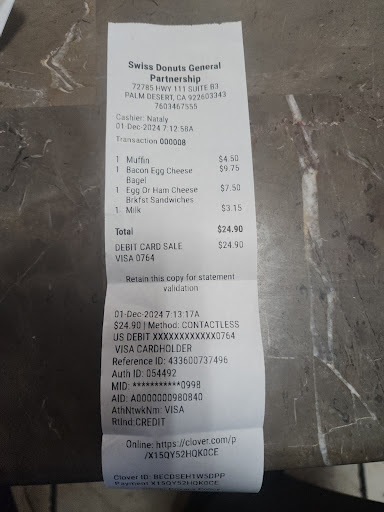 Swiss Donuts General
Partnership
72785 HWY 111 SUITE B3
PALM DESERT, CA 922603343
7603467555
Cashier: Nataly
01-Dec-2024 7:12:58A
Transaction 000008
1 Muffin $4.50
1 Bacon Egg Cheese $9.75
Bagel
1 Egg Or Ham Cheese $7.50
Brkfst Sandwiches
1 Milk $3.15
Total $24.90
DEBIT CARD SALE $24.90
VISA 0764
Retain this copy for statement
validation
01-Dec-2024 7:13:17A
$24.90 | Method: CONTACTLESS
US DEBIT XXXXXXXXXXXX0764
VISA CARDHOLDER
Reference ID: 433600737496
Auth ID: 054492
MID: ***********0998
AID: A0000000980840
AthNtwkNm: VISA
RtInd:CREDIT
Online: https://clover.com/p
/X15QY52HQK0CE
Clover ID: BECDSEH1W5DPP
Payment X15QY52HQK0CE